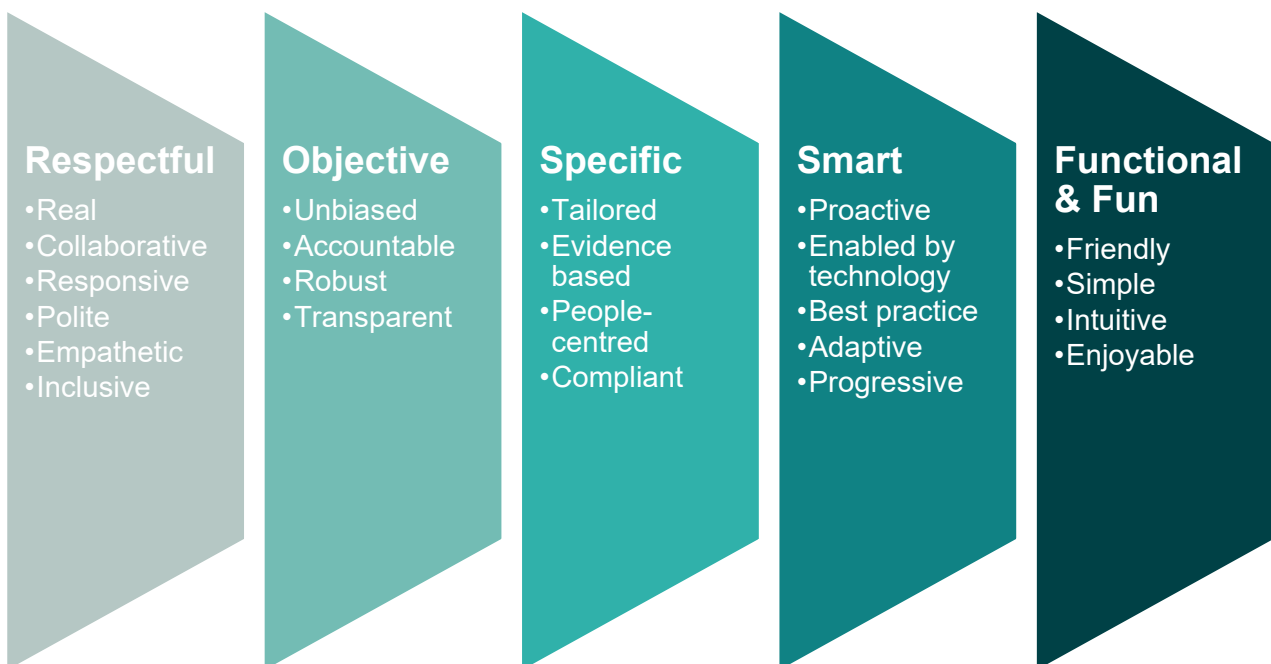 Respectful
•Real
•Collaborative
•Responsive
•Polite
•Empathetic
•Inclusive
Objective
•Unbiased
•Accountable
•Robust
•Transparent
Specific
•Tailored
•Evidence
based
•People-
centred
•Compliant
Smart
•Proactive
•Enabled by
technology
•Best practice
•Adaptive
•Progressive
Functional
& Fun
•Friendly
•Simple
•Intuitive
•Enjoyable